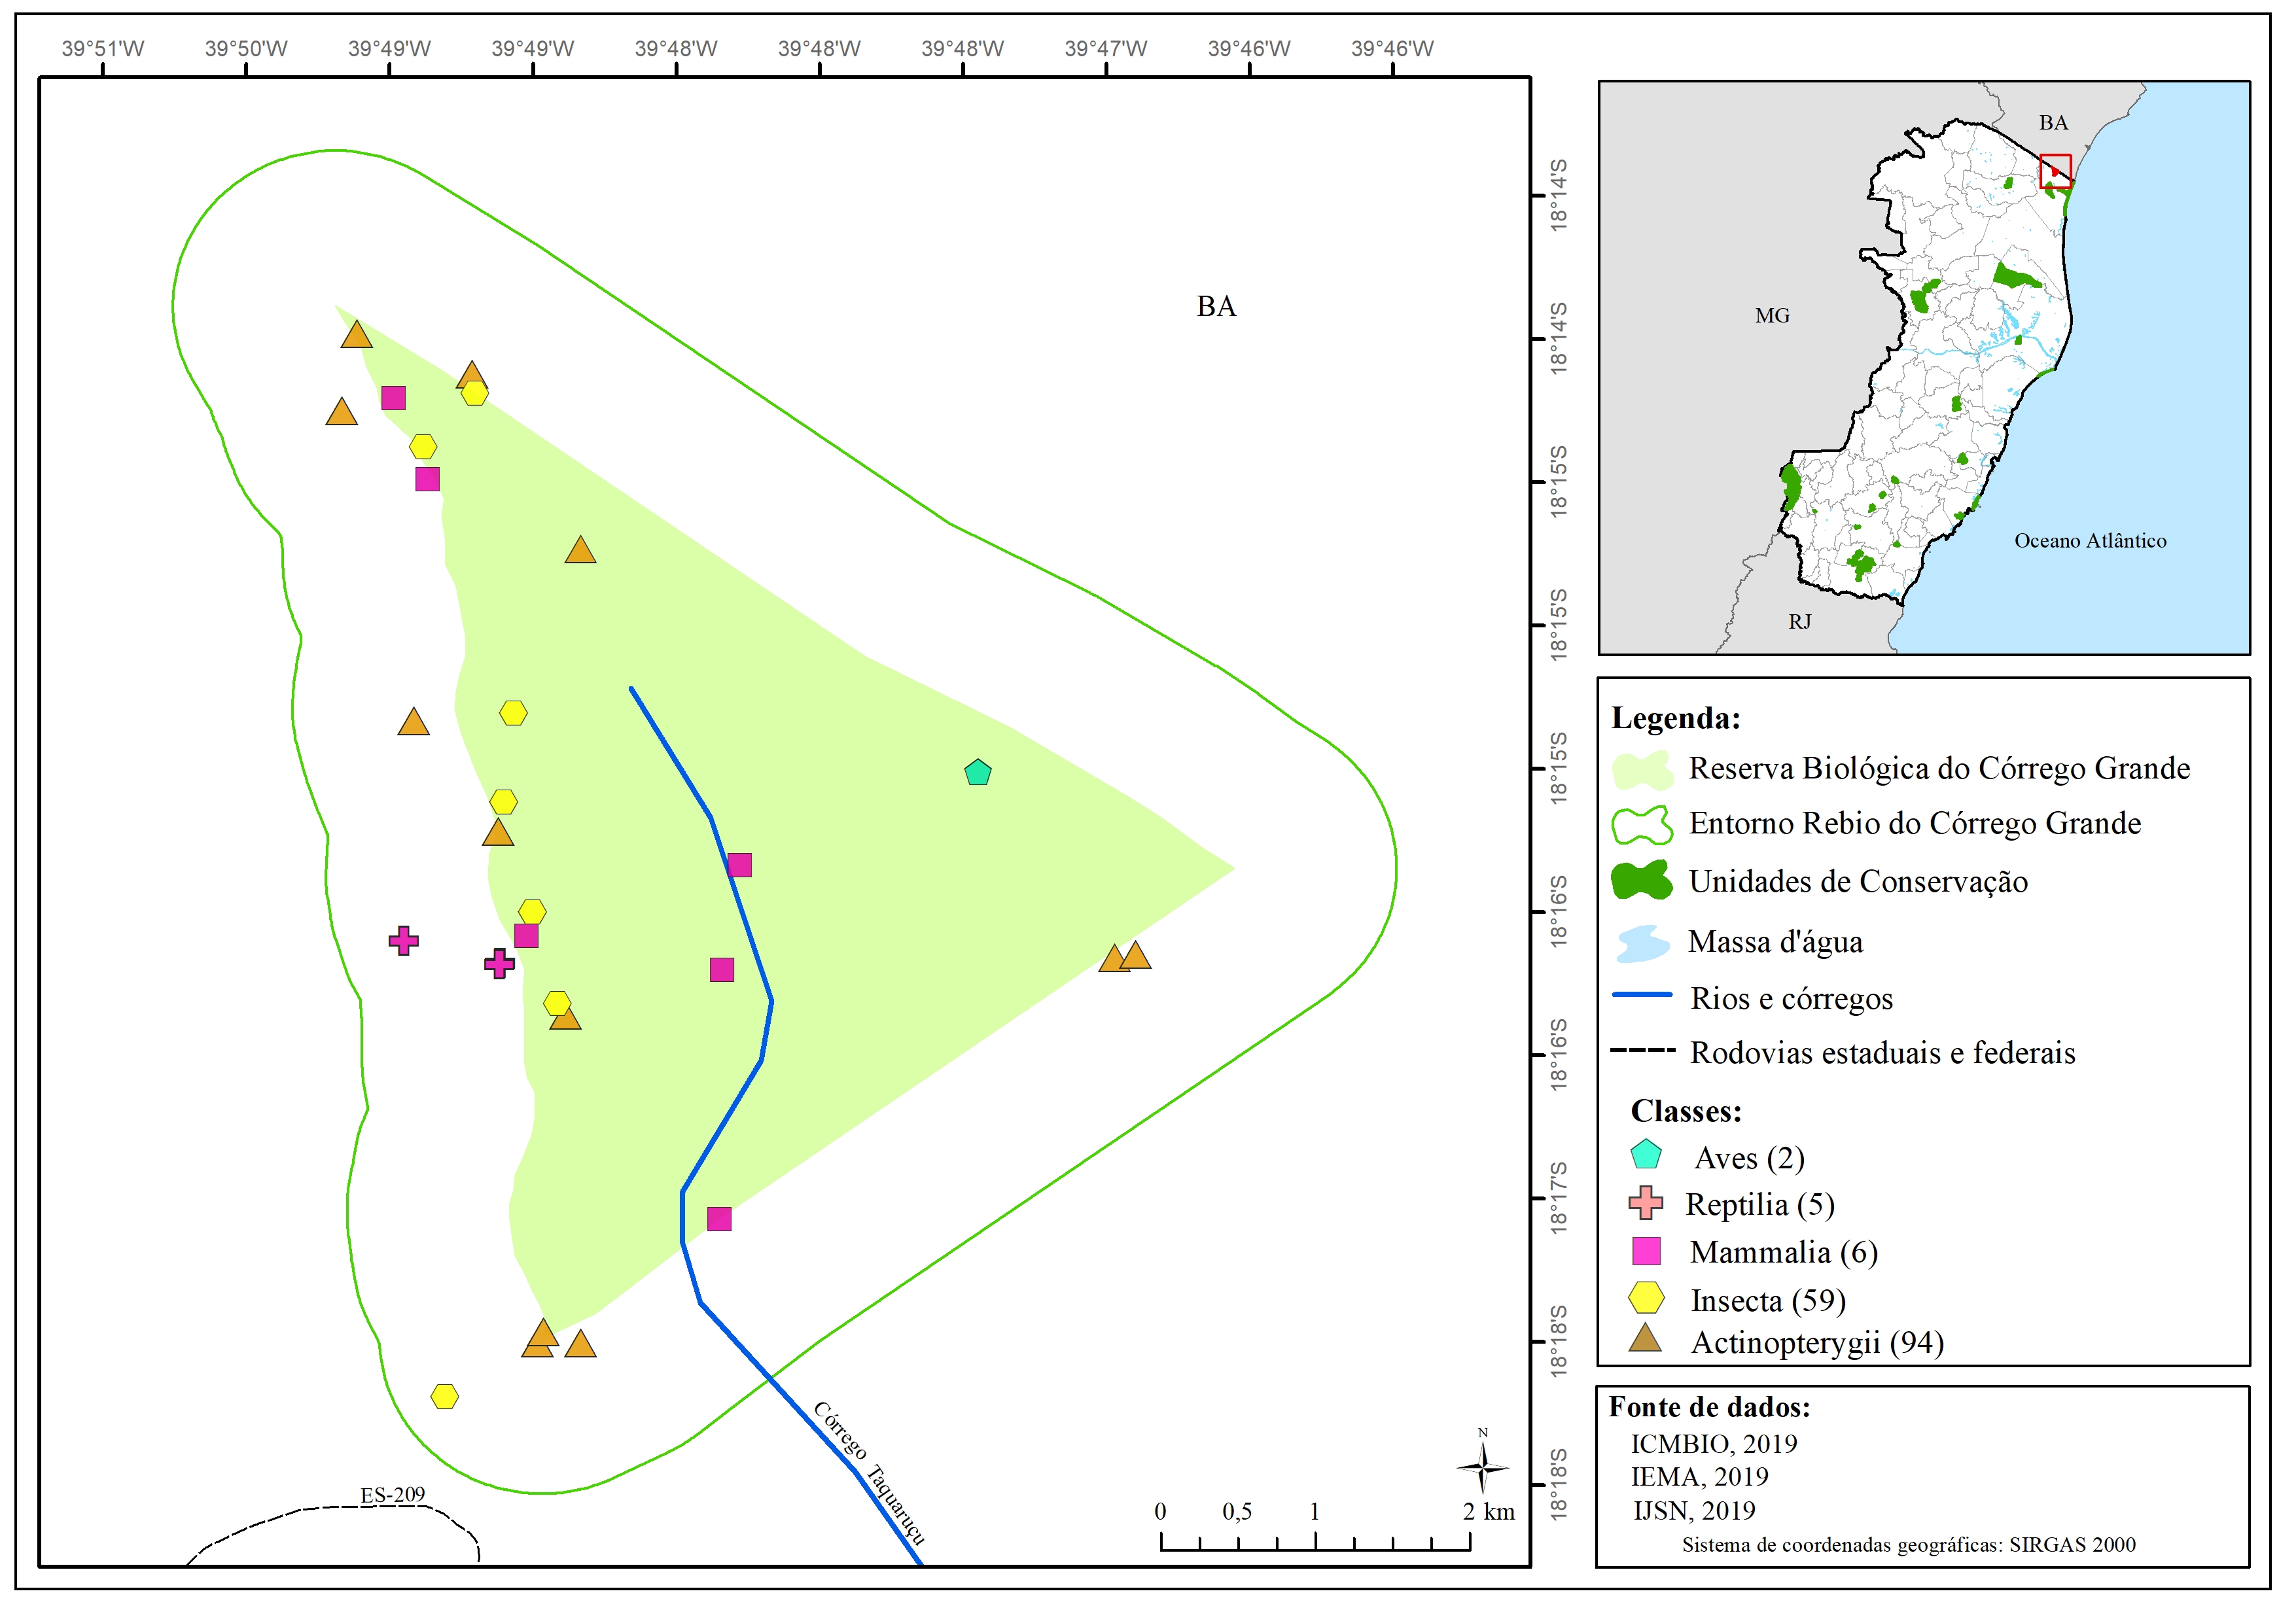 39°51'W 39°50'W 39°49'W 39°49'W 39°48'W 39°48'W 39°48'W 39°47'W 39°46'W 39°46'W
18°14'S
18°14'S
18°15'S
18°15'S
18°15'S
18°16'S
18°16'S
18°17'S
18°18'S
18°18'S
BA
Córrego Taquaruçu
ES-209
N
0 0,5 1 2 km
BA
MG
Oceano Atlântico
RJ
Legenda:
Reserva Biológica do Córrego Grande
Entorno Rebio do Córrego Grande
Unidades de Conservação
Massa d'água
Rios e córregos
Rodovias estaduais e federais
Classes:
Aves (2)
Reptilia (5)
Mammalia (6)
Insecta (59)
Actinopterygii (94)
Fonte de dados:
ICMBIO, 2019
IEMA, 2019
IJSN, 2019
Sistema de coordenadas geográficas: SIRGAS 2000